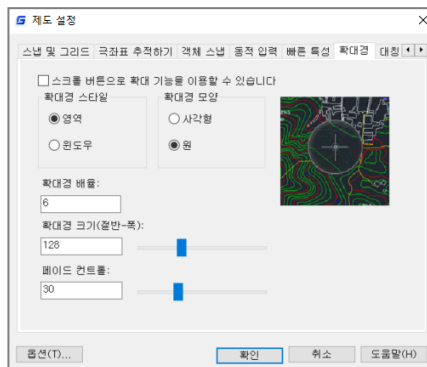 제도 설정
스냅 및 그리드 극좌표 추적하기 객체 스냅 동적 입력 빠른 특성 확대경 대칭
스크롤 버튼으로 확대 기능을 이용할 수 있습니다
확대경 스타일 확대경 모양
영역 사각형
윈도우 원
확대경 배율:
6
확대경 크기(절반-폭):
128
페이드 컨트롤:
30
옵션(T)... 확인 취소 도움말(H)